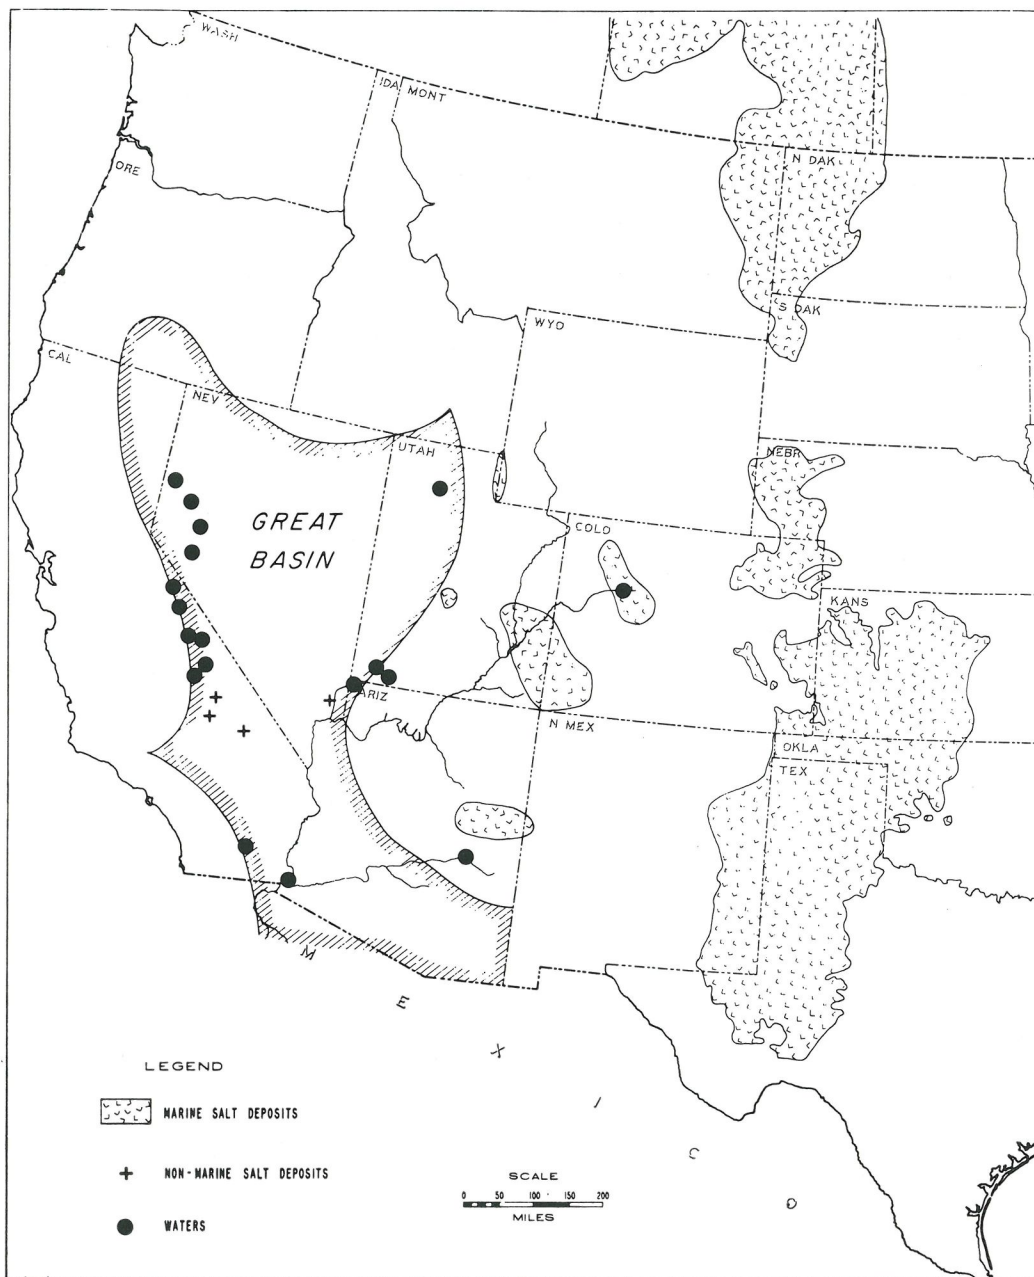 WASH
IDA
MONT
N DAK
ORE
S DAK
WYO
CAL
NEV
UTAH
NEBR
GREAT
BASIN
COLO
KANS
ARIZ
N MEX
OKLA
TEX
M E X I C O
LEGEND
MARINE SALT DEPOSITS
+ NON-MARINE SALT DEPOSITS
WATERS
SCALE
0 50 100 150 200
MILES